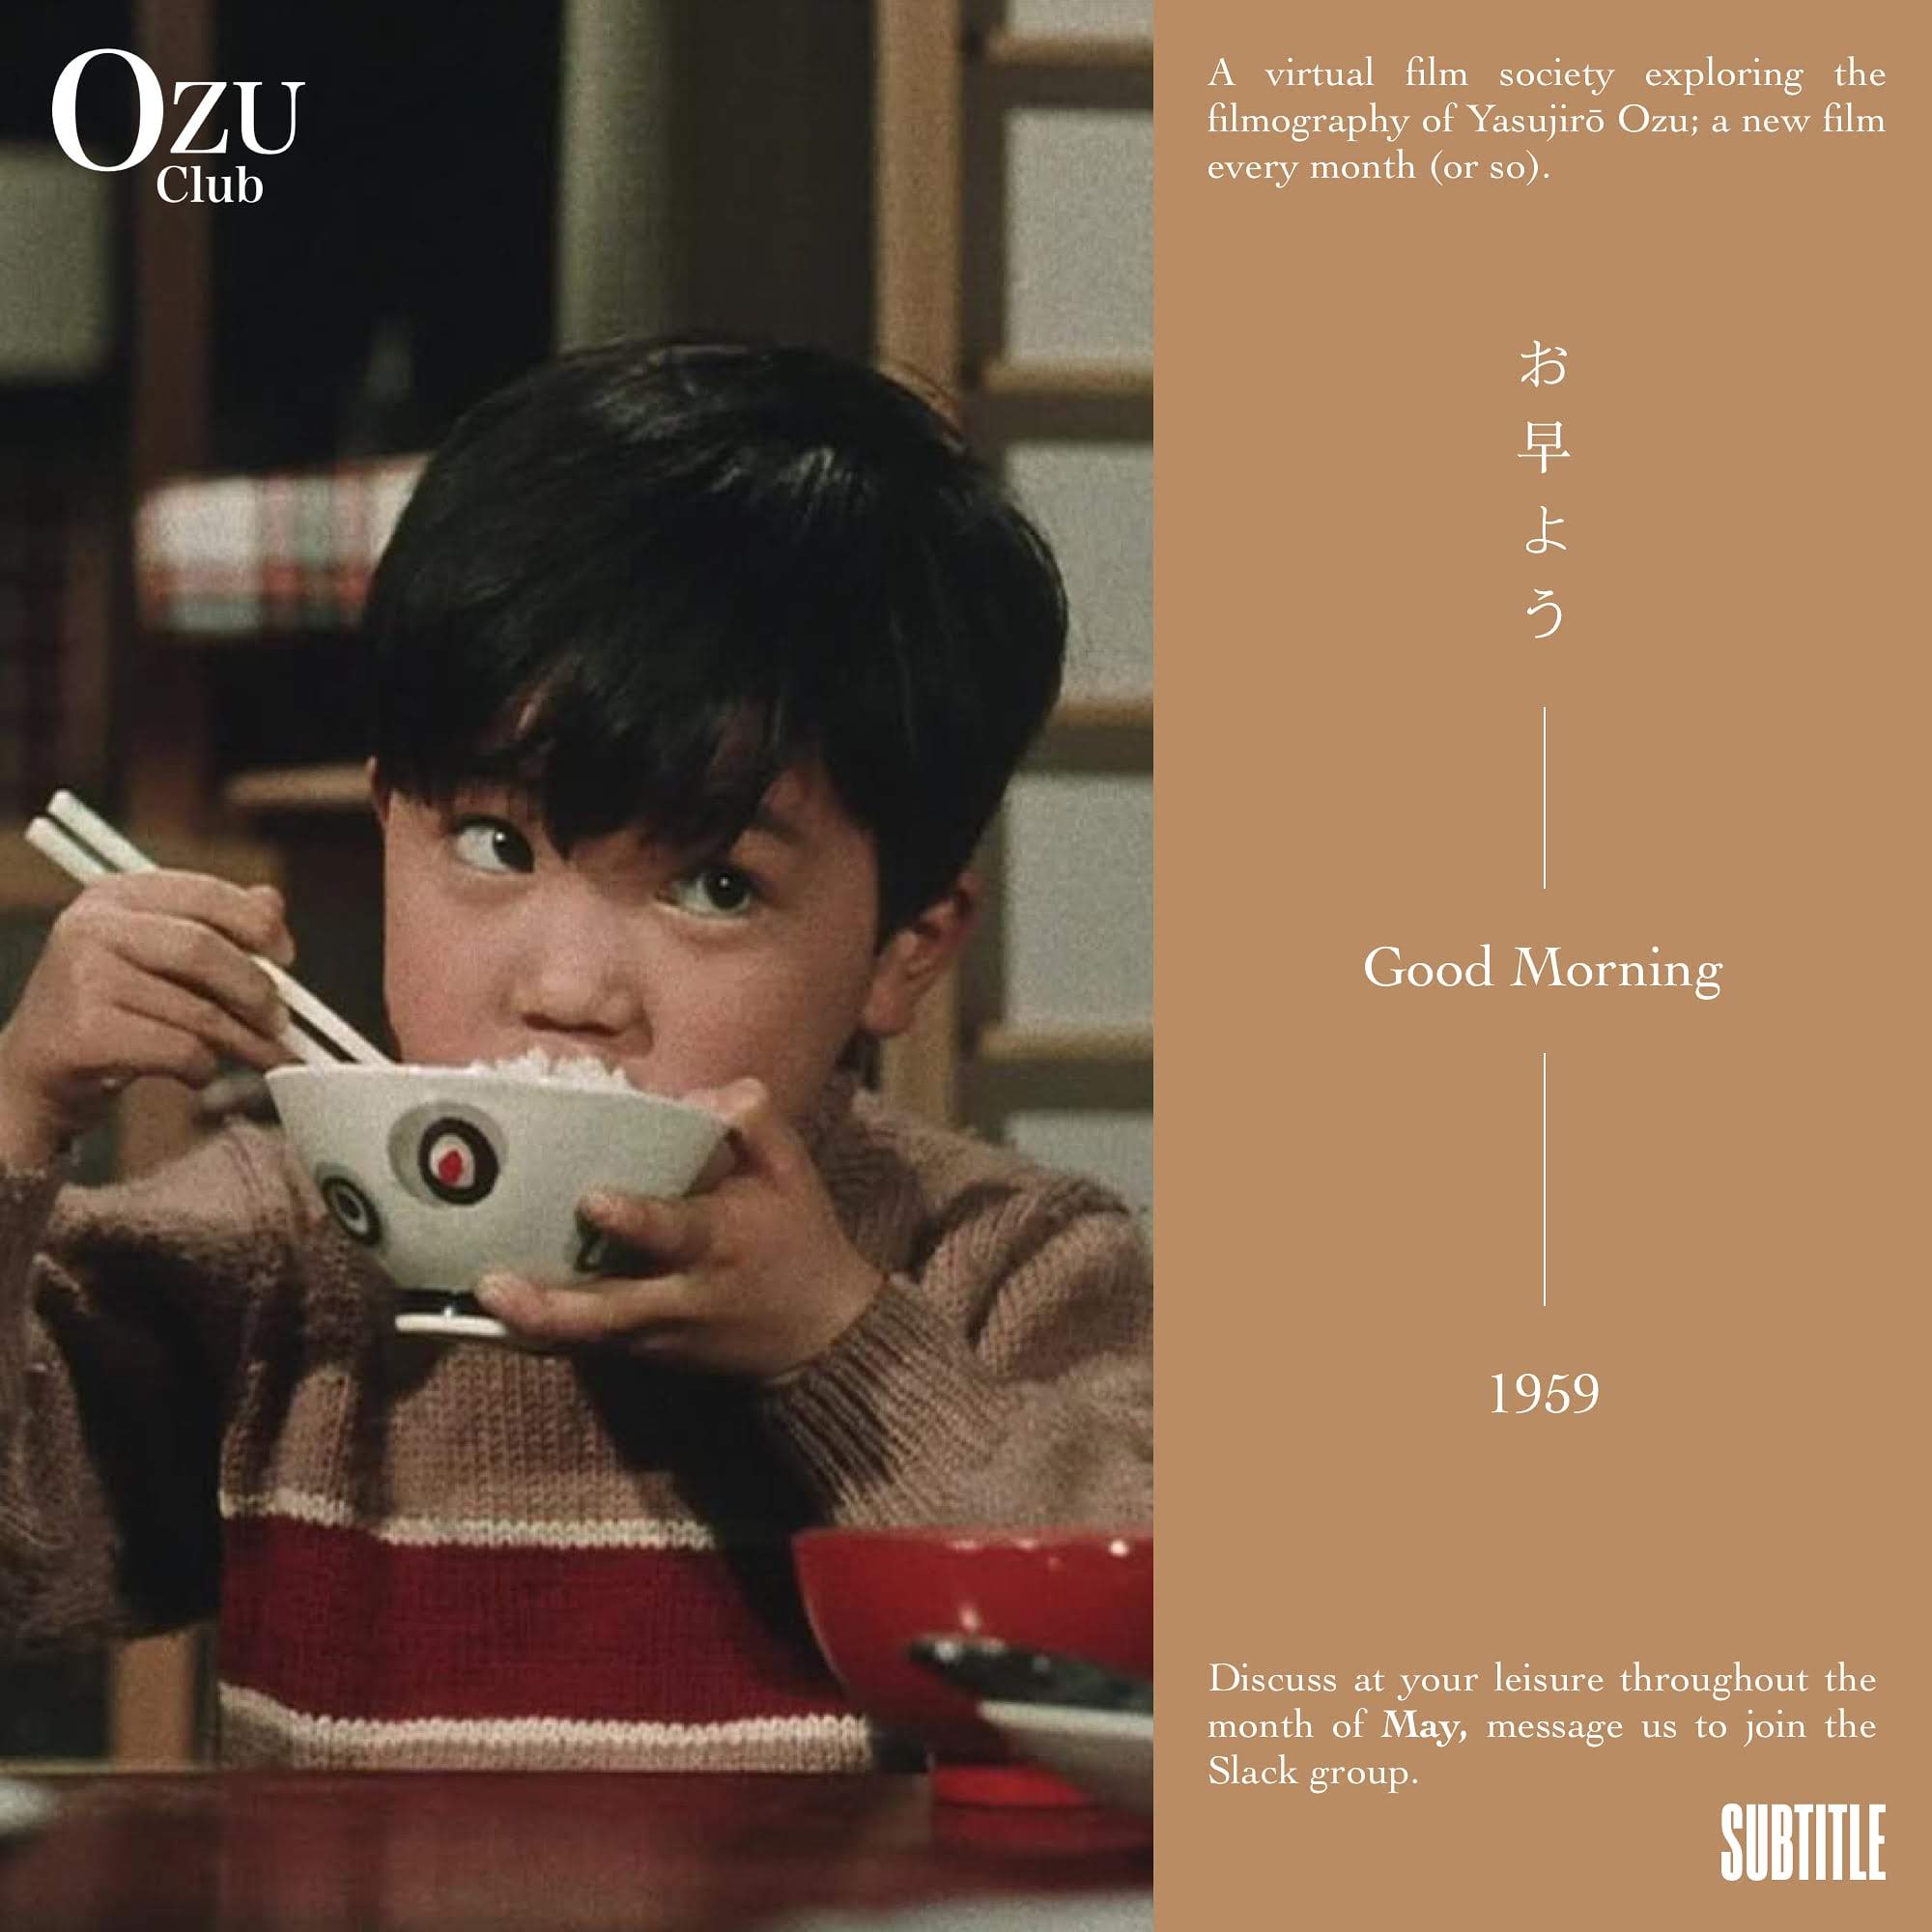 Ozu
Club
A virtual film society exploring the
filmography of Yasujirō Ozu; a new film
every month (or so).
お早よう
Good Morning
1959
Discuss at your leisure throughout the
month of May, message us to join the
Slack group.
SUBTITLE